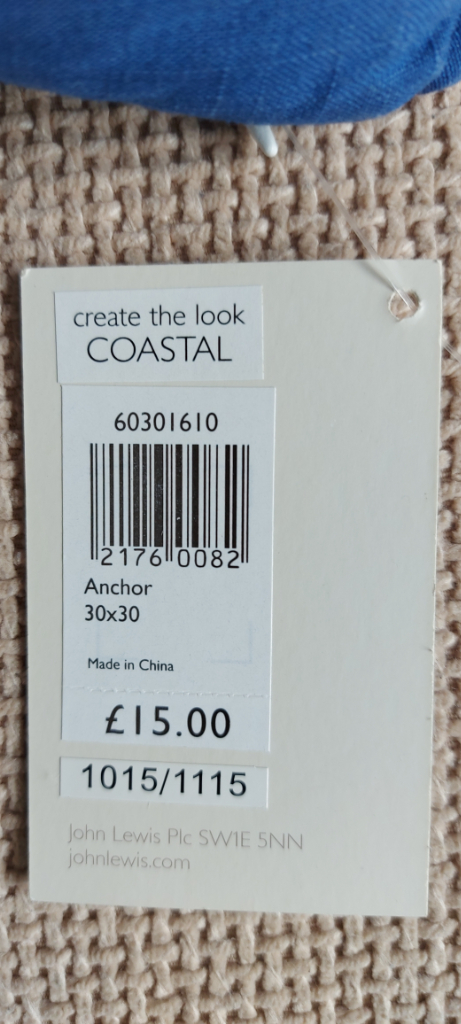 create the look
COASTAL
60301610
2176 0082
Anchor
30x30
Made in China
£15.00
1015/1115
John Lewis Plc SW1E 5NN
johnlewis.com